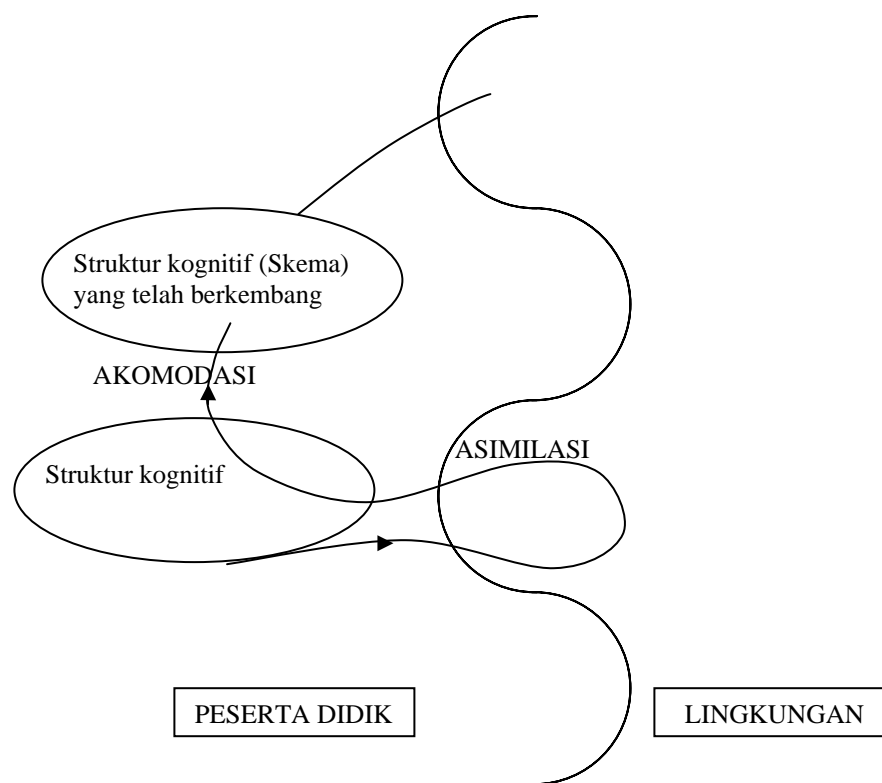 Struktur kognitif (Skema)
yang telah berkembang
AKOMODASI
ASIMILASI
Struktur kognitif
PESERTA DIDIK
LINGKUNGAN